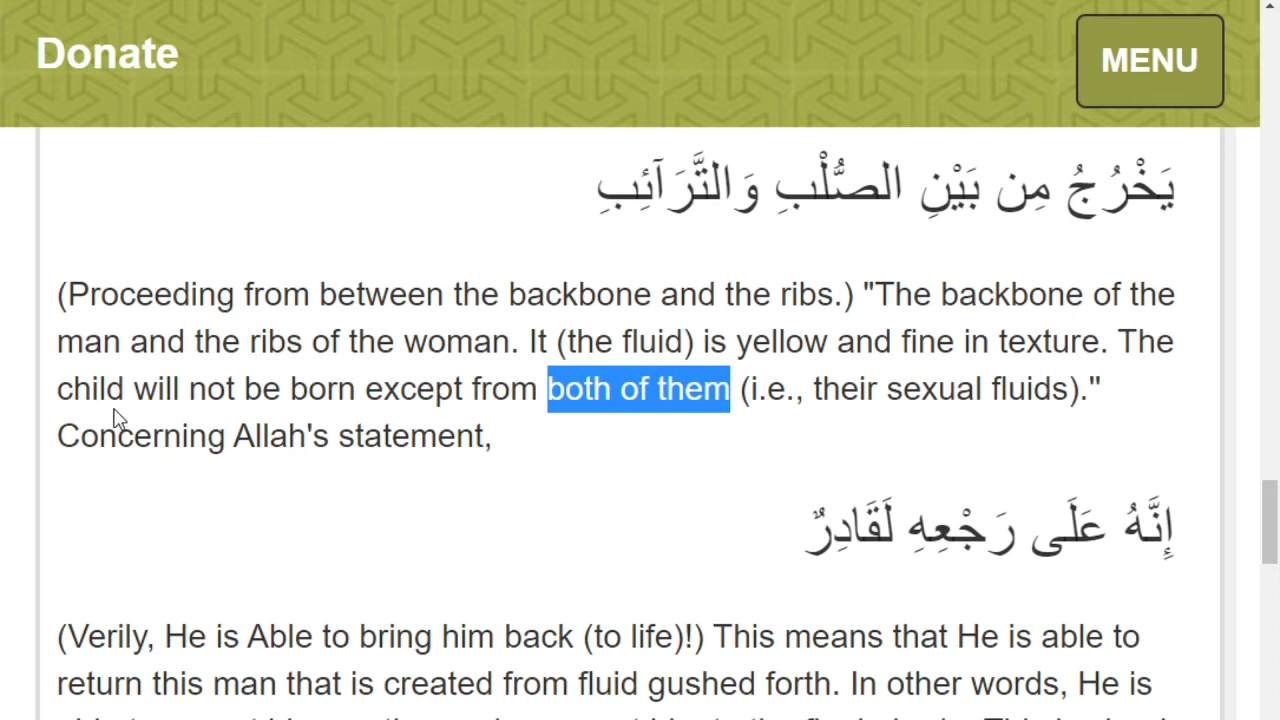 Donate
MENU
يَخْرُجُ مِن بَيْنِ الصُّلْبِ وَالتَّرَآئِبِ
(Proceeding from between the backbone and the ribs.) "The backbone of the
man and the ribs of the woman. It (the fluid) is yellow and fine in texture. The
child will not be born except from both of them (i.e., their sexual fluids)."
Concerning Allah's statement,
إِنَّهُ عَلَى رَجْعِهِ لَقَادِرٌ
(Verily, He is Able to bring him back (to life)!) This means that He is able to
return this man that is created from fluid gushed forth. In other words, He is